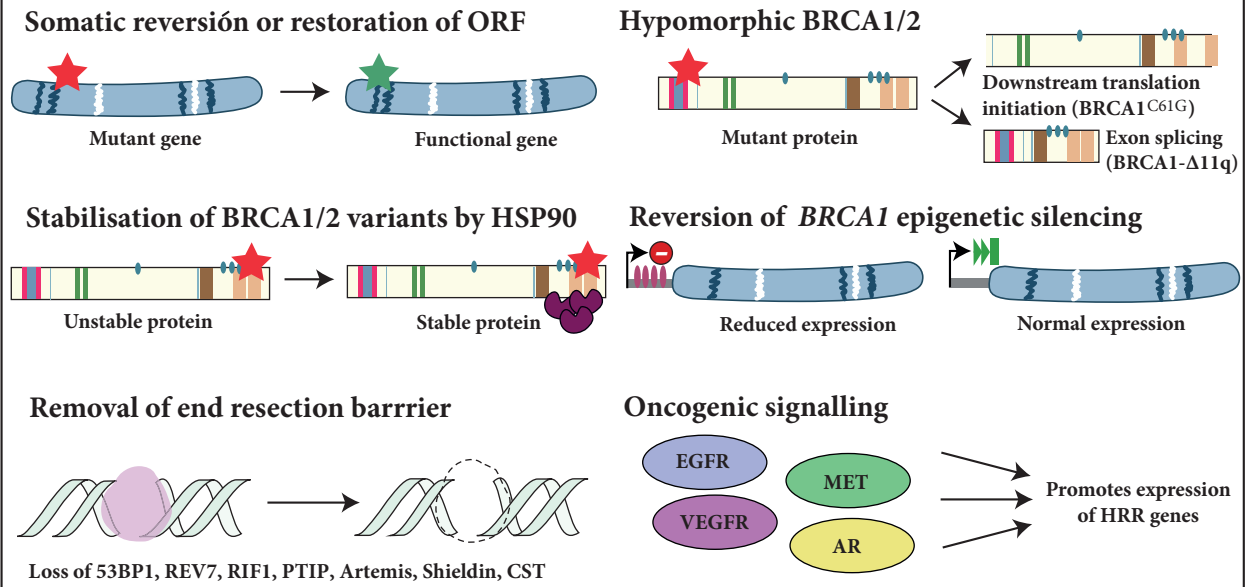 Somatic reversión or restoration of ORF
Mutant gene
Functional gene
Hypomorphic BRCA1/2
Mutant protein
Downstream translation
initiation (BRCA1C61G)
Exon splicing
(BRCA1-Δ11q)
Stabilisation of BRCA1/2 variants by HSP90
Unstable protein
Stable protein
Reversion of BRCA1 epigenetic silencing
Reduced expression
Normal expression
Removal of end resection barrrier
Loss of 53BP1, REV7, RIF1, PTIP, Artemis, Shieldin, CST
Oncogenic signalling
EGFR
MET
VEGFR
AR
Promotes expression
of HRR genes